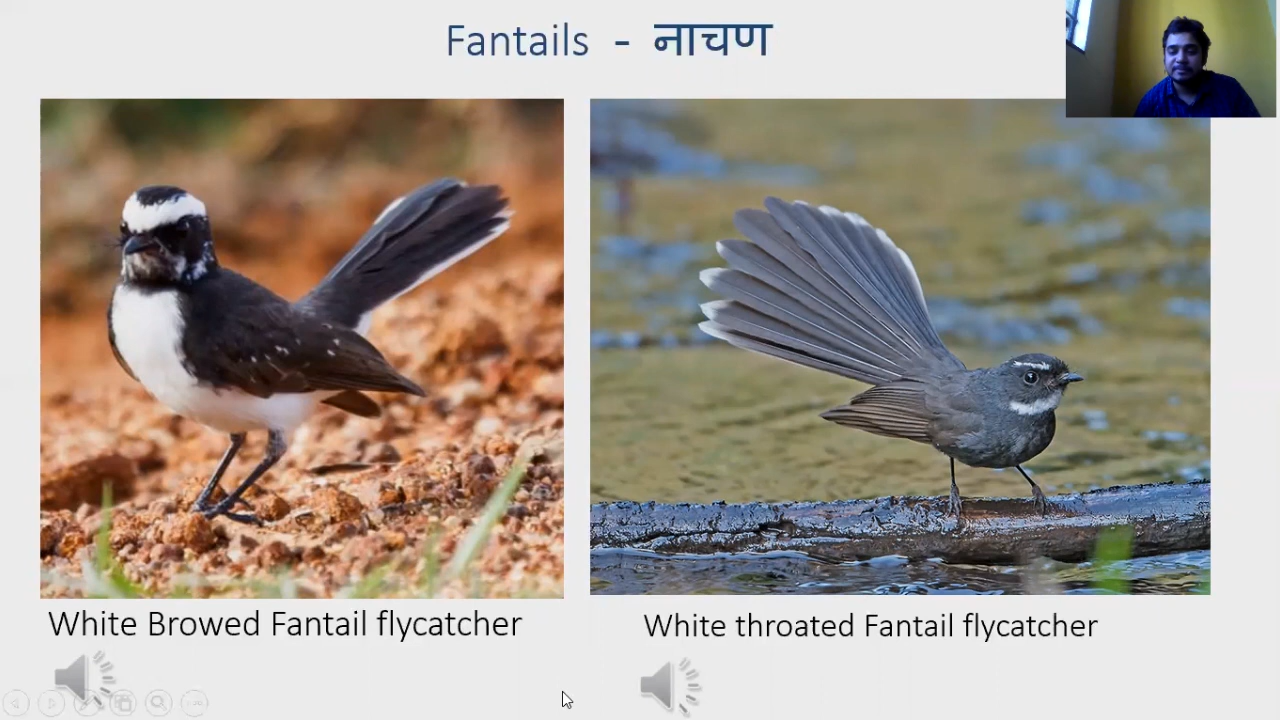 Fantails - नाचण
White Browed Fantail flycatcher
White throated Fantail flycatcher